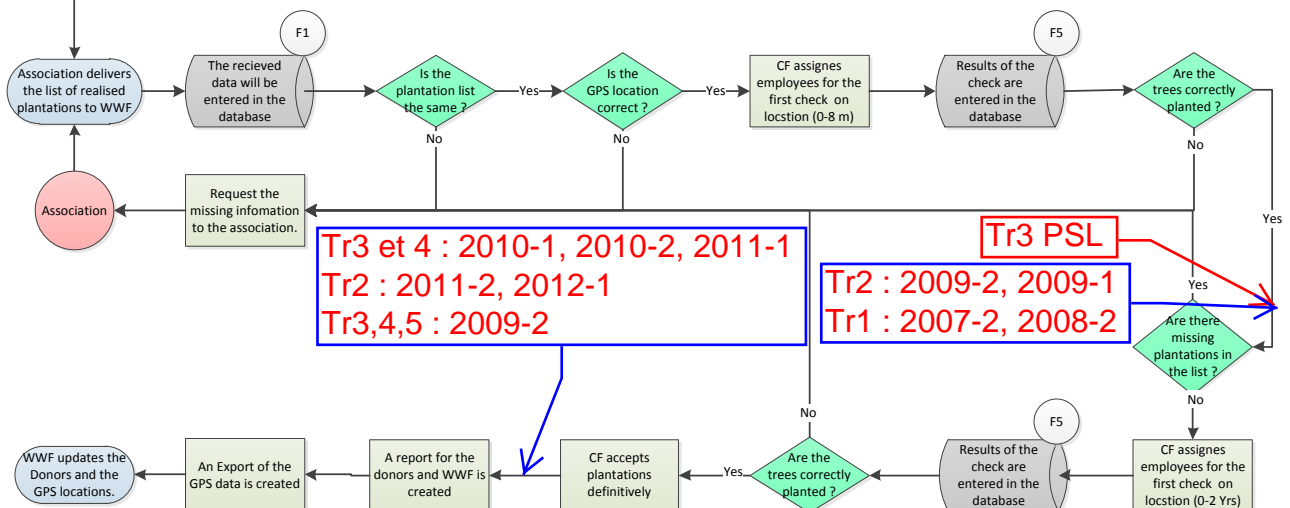 F1
F5
Association delivers
the list of realised
plantations to WWF
The recieved
data will be
entered in the
database
Is the
plantation list
the same ?
Yes
Is the
GPS location
correct ?
Yes
CF assignes
employees for the
first check on
locstion (0-8 m)
Results of the
check are
entered in the
database
Are the
trees correctly
planted ?
No
No
No
Yes
Association
Request the
missing infomation
to the association.
Tr3 et 4 : 2010-1, 2010-2, 2011-1
Tr2 : 2011-2, 2012-1
Tr3,4,5 : 2009-2
Tr3 PSL
Tr2 : 2009-2, 2009-1
Tr1 : 2007-2, 2008-2
Yes
Are there
missing
plantations in
the list ?
No
No
F5
WWF updates the
Donors and the
GPS locations.
An Export of the
GPS data is created
A report for the
donors and WWF is
created
CF accepts
plantations
definitively
Yes
Are the
trees correctly
planted ?
Results of the
check are
entered in the
database
CF assignes
employees for the
first check on
locstion (0-2 Yrs)